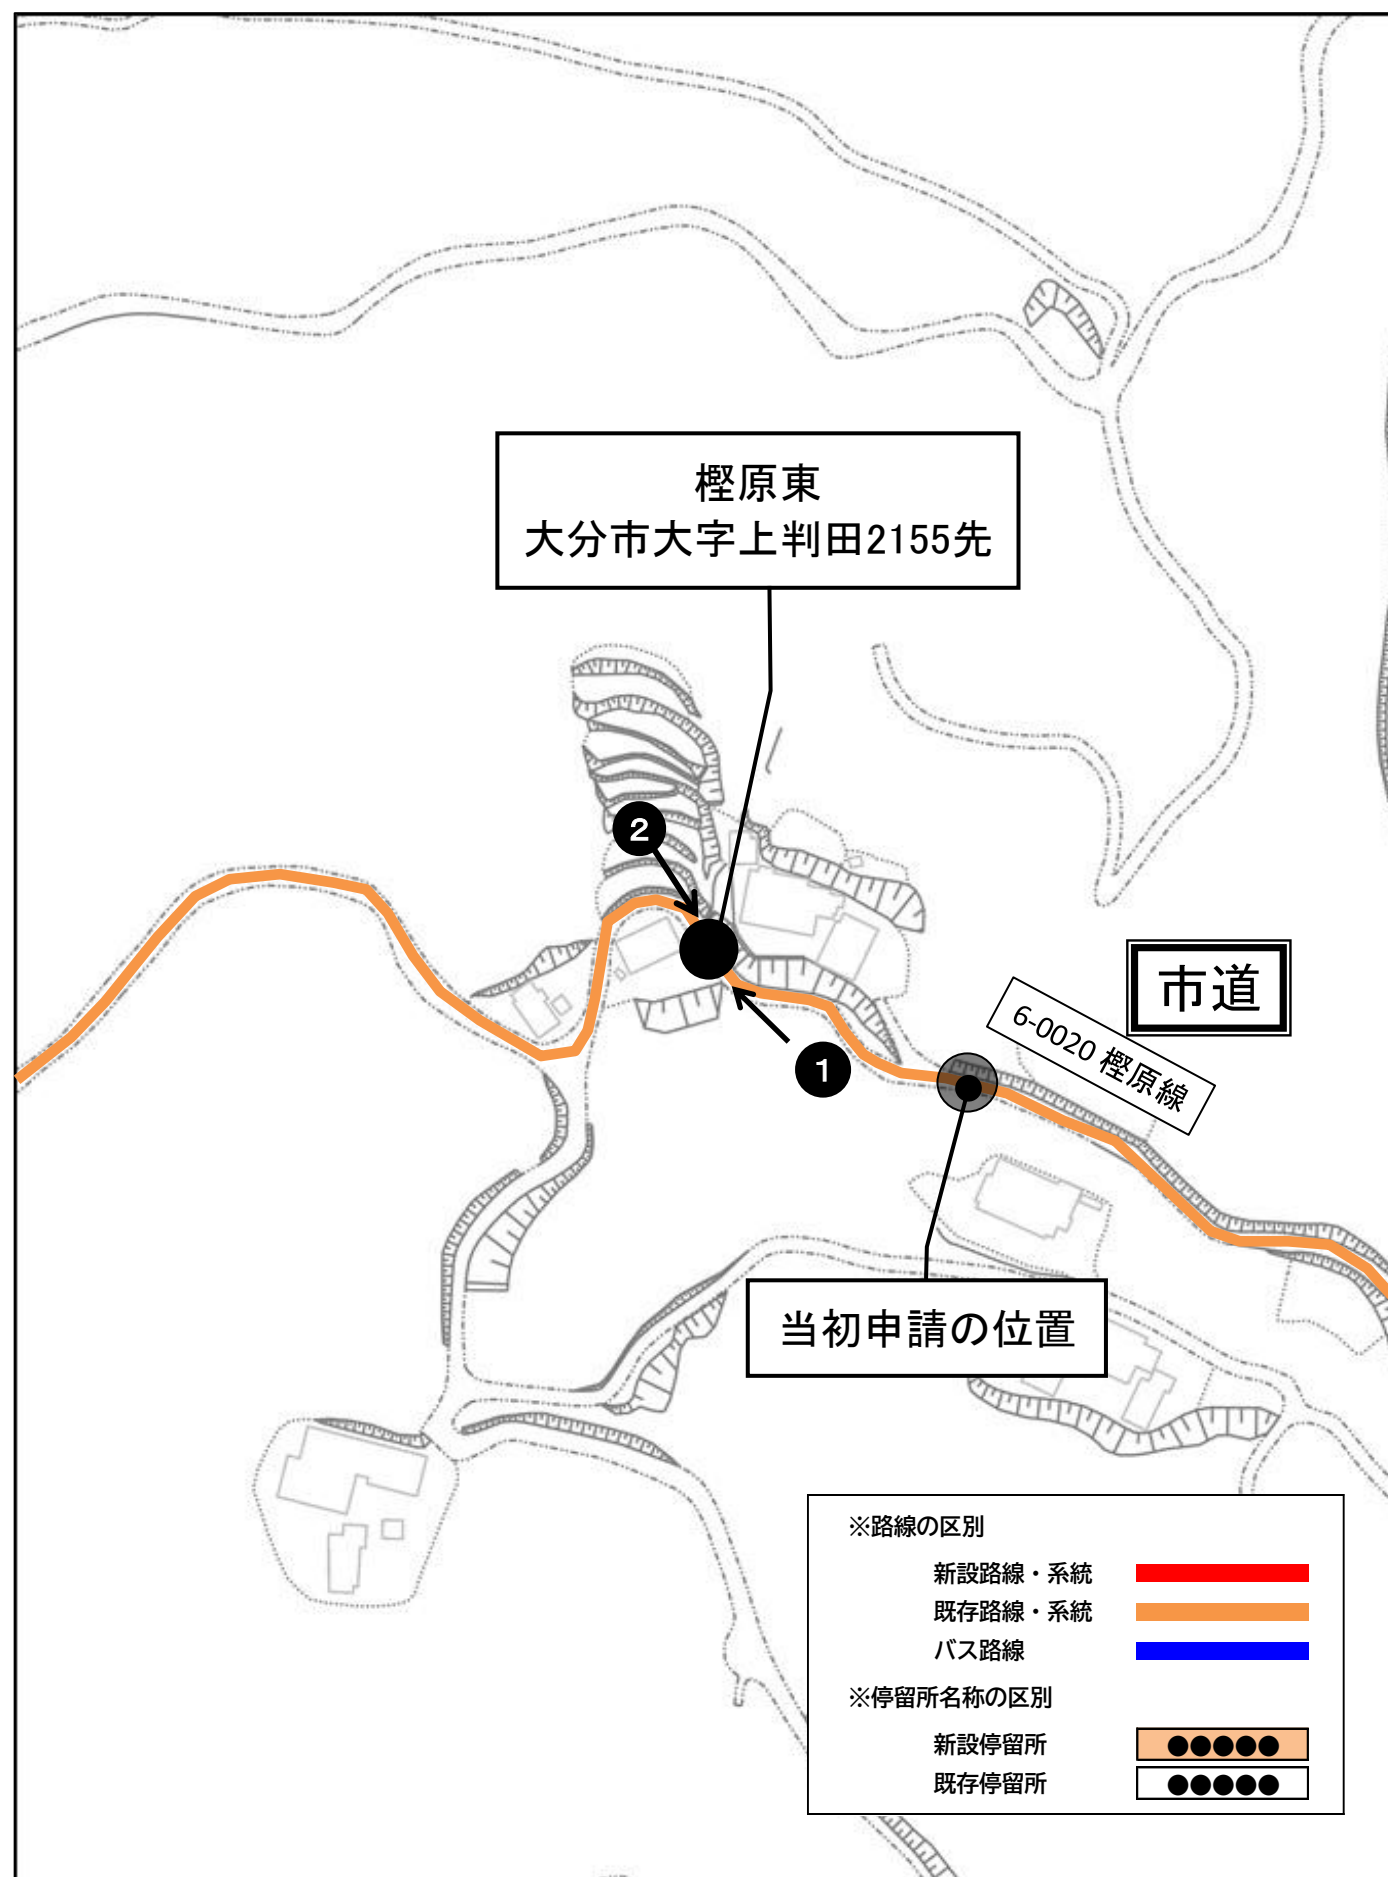 樫原東
大分市大字上判田2155先
2
市道
6-0020 樫原線
1
当初申請の位置
※路線の区別
新設路線・系統
既存路線・系統
バス路線
※停留所名称の区別
新設停留所 ●●●●●
既存停留所 ●●●●●